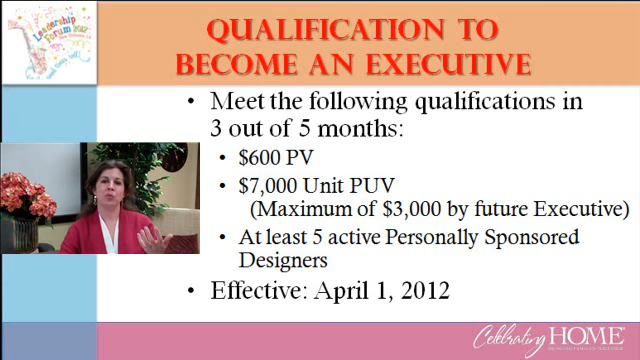 Leadership
Forum 2012
QUALIFICATION TO
BECOME AN EXECUTIVE
• Meet the following qualifications in
3 out of 5 months:
• $600 PV
• $7,000 Unit PUV
(Maximum of $3,000 by future Executive)
• At least 5 active Personally Sponsored
Designers
• Effective: April 1, 2012
Celebrating HOME